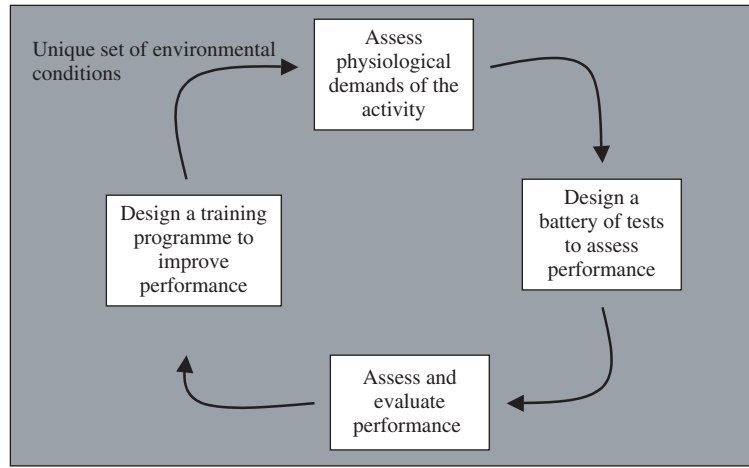 Unique set of environmental
conditions
Assess
physiological
demands of the
activity
Design a
battery of tests
to assess
performance
Assess and
evaluate
performance
Design a training
programme to
improve
performance